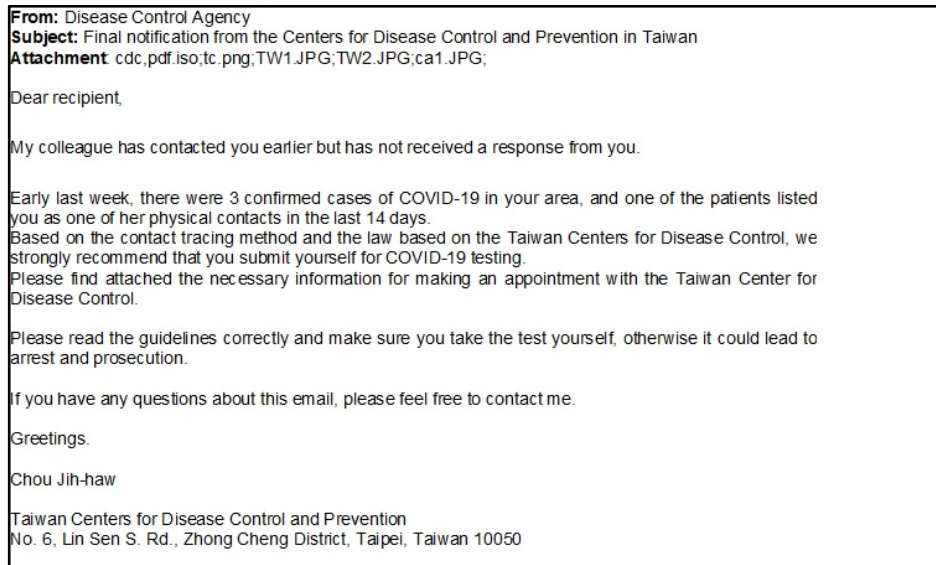 From: Disease Control Agency
Subject: Final notification from the Centers for Disease Control and Prevention in Taiwan
Attachment: cdc,pdf.iso;tc.png;TW1.JPG;TW2.JPG;ca1.JPG;
Dear recipient,
My colleague has contacted you earlier but has not received a response from you.
Early last week, there were 3 confirmed cases of COVID-19 in your area, and one of the patients listed
you as one of her physical contacts in the last 14 days.
Based on the contact tracing method and the law based on the Taiwan Centers for Disease Control, we
strongly recommend that you submit yourself for COVID-19 testing.
Please find attached the necessary information for making an appointment with the Taiwan Center for
Disease Control.
Please read the guidelines correctly and make sure you take the test yourself, otherwise it could lead to
arrest and prosecution.
If you have any questions about this email, please feel free to contact me.
Greetings.
Chou Jih-haw
Taiwan Centers for Disease Control and Prevention
No. 6, Lin Sen S. Rd., Zhong Cheng District, Taipei, Taiwan 10050